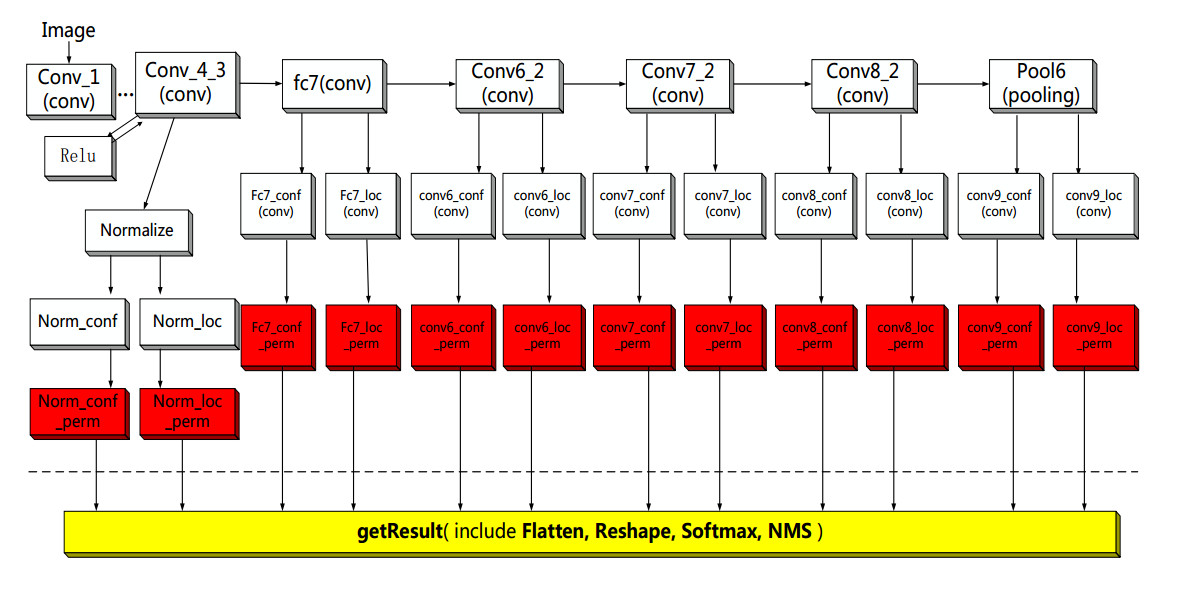 Image
Conv_1
(conv)
...
Conv_4_3
(conv)
fc7(conv)
Conv6_2
(conv)
Conv7_2
(conv)
Conv8_2
(conv)
Pool6
(pooling)
Relu
Normalize
Fc7_conf
(conv)
Fc7_loc
(conv)
conv6_conf
(conv)
conv6_loc
(conv)
conv7_conf
(conv)
conv7_loc
(conv)
conv8_conf
(conv)
conv8_loc
(conv)
conv9_conf
(conv)
conv9_loc
(conv)
Norm_conf
Norm_loc
Fc7_conf
_perm
Fc7_loc
_perm
conv6_conf
_perm
conv6_loc
_perm
conv7_conf
_perm
conv7_loc
_perm
conv8_conf
_perm
conv8_loc
_perm
conv9_conf
_perm
conv9_loc
_perm
Norm_conf
_perm
Norm_loc
_perm
getResult( include Flatten, Reshape, Softmax, NMS )